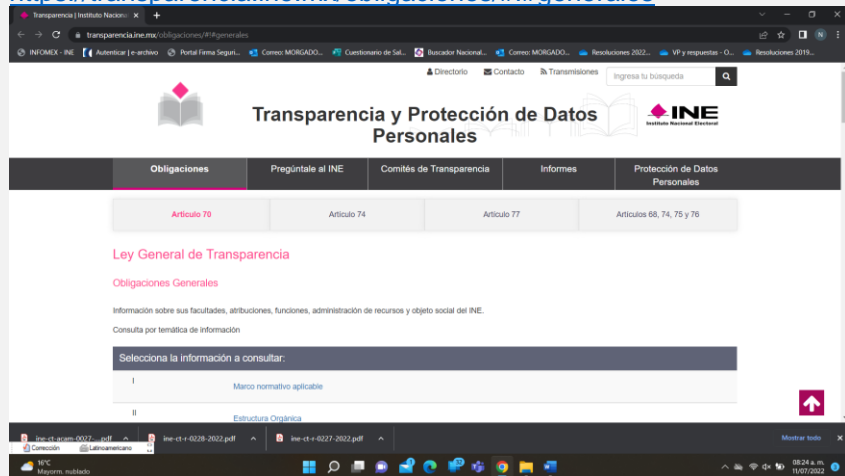 https://transparencia.ine.mx/obligaciones/#!#generales
Transparencia | Instituto Naciona
transparencia.ine.mx/obligaciones/#!#generales
INFOMEX - INE
Autenticar | e-archivo
Portal Firma Seguri...
Correo: MORGADO...
Cuestionario de Sal...
Buscador Nacional...
Correo: MORGADO...
Resoluciones 2022...
VP y respuestas - O...
Resoluciones 2019...
Directorio
Contacto
Transmisiones
Ingresa tu búsqueda
Transparencia y Protección de Datos
Personales
INE
Instituto Nacional Electoral
Obligaciones
Pregúntale al INE
Comités de Transparencia
Informes
Protección de Datos
Personales
Artículo 70
Artículo 74
Artículo 77
Artículos 68, 74, 75 y 76
Ley General de Transparencia
Obligaciones Generales
Información sobre sus facultades, atribuciones, funciones, administración de recursos y objeto social del INE.
Consulta por temática de información
Selecciona la información a consultar:
I
Marco normativo aplicable
II
Estructura Orgánica
ine-ct-acam-0027-...pdf
ine-ct-r-0228-2022.pdf
ine-ct-r-0227-2022.pdf
Mostrar todo
Corrección
Latinoamericano
16°C
Mayorm. nublado
08:24 a. m.
11/07/2022